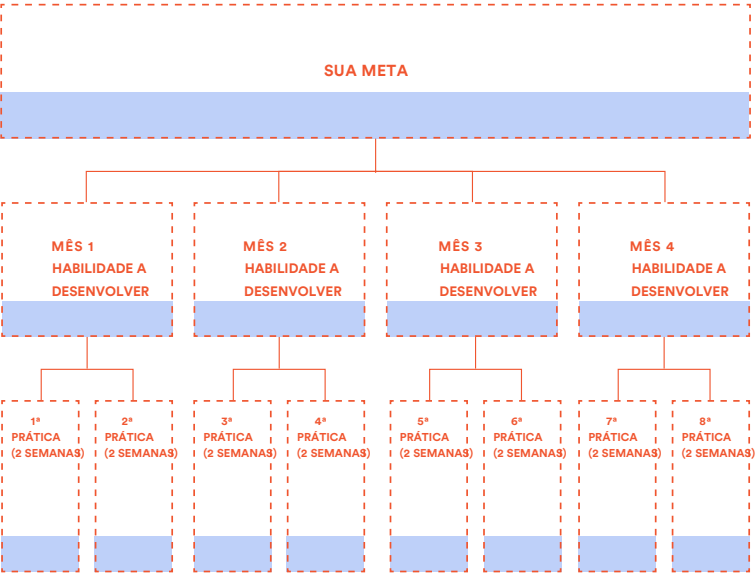 SUA META
MÊS 1
HABILIDADE A
DESENVOLVER
MÊS 2
HABILIDADE A
DESENVOLVER
MÊS 3
HABILIDADE A
DESENVOLVER
MÊS 4
HABILIDADE A
DESENVOLVER
1ª
PRÁTICA
(2 SEMANAS)
2ª
PRÁTICA
(2 SEMANAS)
3ª
PRÁTICA
(2 SEMANAS)
4ª
PRÁTICA
(2 SEMANAS)
5ª
PRÁTICA
(2 SEMANAS)
6ª
PRÁTICA
(2 SEMANAS)
7ª
PRÁTICA
(2 SEMANAS)
8ª
PRÁTICA
(2 SEMANAS)